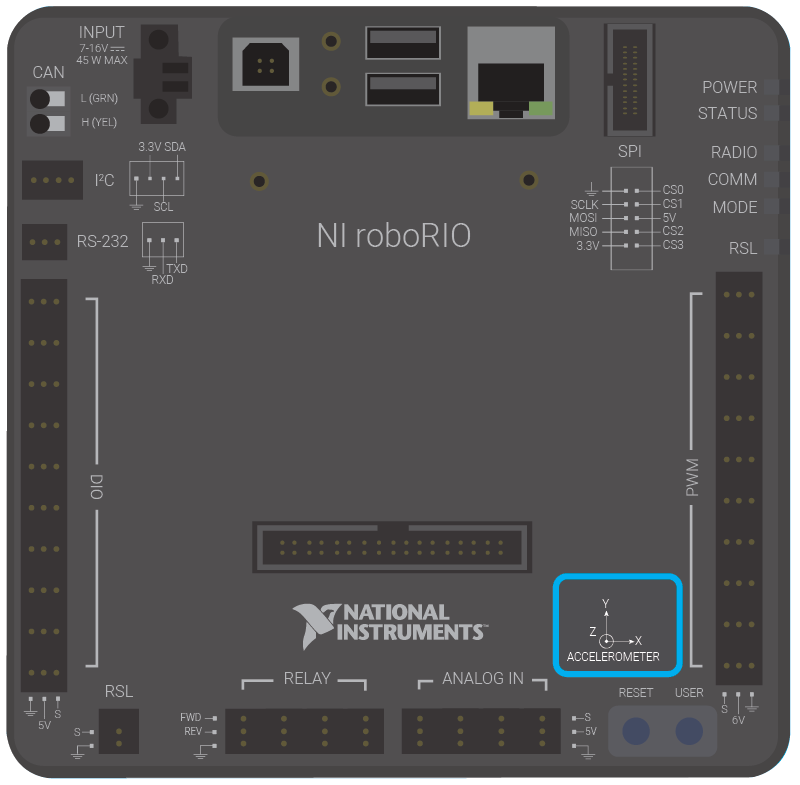 INPUT
7-16V
45 W MAX
CAN
L (GRN)
H (YEL)
I²C
3.3V SDA
SCL
RS-232
TXD
RXD
SPI
CS0
SCLK CS1
MOSI 5V
MISO CS2
3.3V CS3
POWER
STATUS
RADIO
COMM
MODE
RSL
NI roboRIO
DIO
PWM
NATIONAL
INSTRUMENTS™
Y
Z X
ACCELEROMETER
S
5V
RSL
S
RELAY
FWD
REV
ANALOG IN
S
5V
RESET USER
S
6V